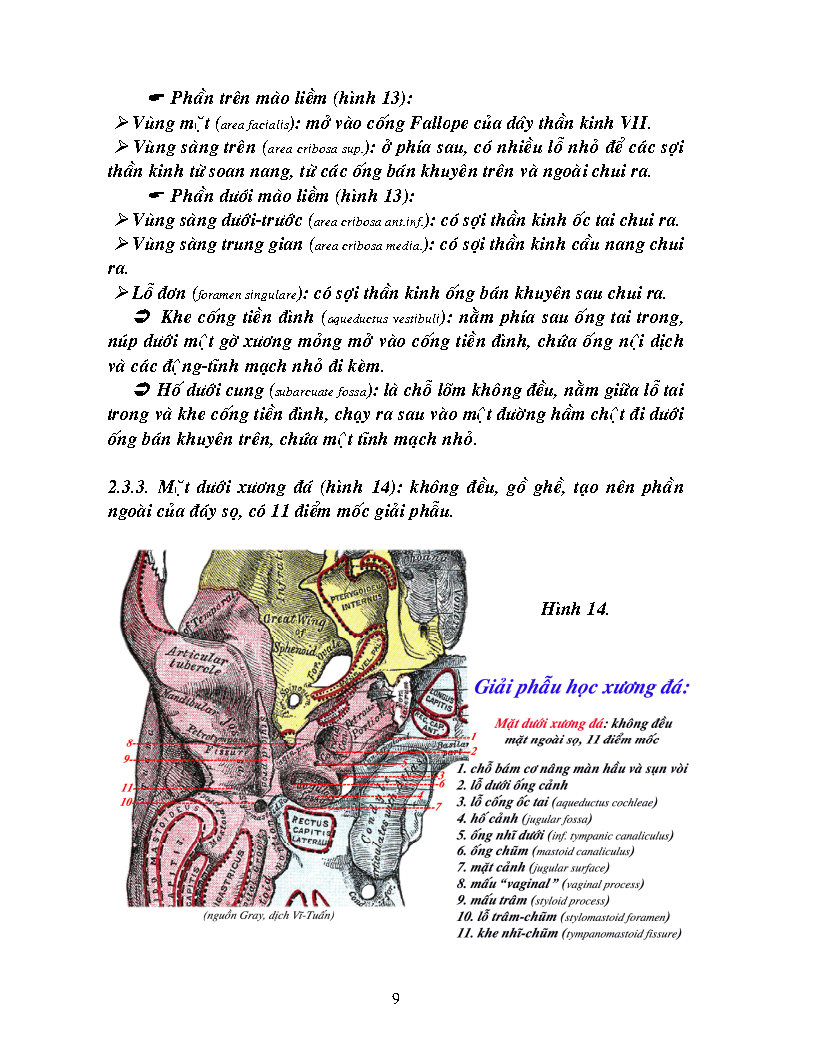 ☛ Phần trên mào liềm (hình 13):
➢ Vùng mặt (area facialis): mở vào cống Fallope của dây thần kinh VII.
➢ Vùng sàng trên (area cribosa sup.): ở phía sau, có nhiều lỗ nhỏ để các sợi
thần kinh từ soan nang, từ các ống bán khuyên trên và ngoài chui ra.
☛ Phần dưới mào liềm (hình 13):
➢ Vùng sàng dưới-trước (area cribosa ant.inf.): có sợi thần kinh ốc tai chui ra.
➢ Vùng sàng trung gian (area cribosa media.): có sợi thần kinh cầu nang chui
ra.
➢ Lỗ đơn (foramen singulare): có sợi thần kinh ống bán khuyên sau chui ra.
➲ Khe cống tiền đình (aqueductus vestibuli): nằm phía sau ống tai trong,
núp dưới một gờ xương mỏng mở vào cống tiền đình, chứa ống nội dịch
và các động-tĩnh mạch nhỏ đi kèm.
➲ Hố dưới cung (subarcuate fossa): là chỗ lõm không đều, nằm giữa lỗ tai
trong và khe cống tiền đình, chạy ra sau vào một đường hầm chột đi dưới
ống bán khuyên trên, chứa một tĩnh mạch nhỏ.
2.3.3. Mặt dưới xương đá (hình 14): không đều, gồ ghề, tạo nên phần
ngoài của đáy sọ, có 11 điểm mốc giải phẫu.
Infrat
PTERYGOIDEUS
INTERNUS
of Temporal
Great Wing
of
Sphenoid
For. Ovale
VEL. PAL.
Articular
tubercle
LONGUS
CAPITIS
REC. CAP.
ANT.
Mandibular
Petrotympanic
Fissure
Petrous
Portion
Basilar
part
RECTUS
CAPITIS
LATERALIS
1
2
3
6
4
7
8
9
11
10
5
Hình 14.
Giải phẫu học xương đá:
Mặt dưới xương đá: không đều
mặt ngoài sọ, 11 điểm mốc
1. chỗ bám cơ nâng màn hầu và sụn vòi
2. lỗ dưới ống cảnh
3. lỗ cống ốc tai (aqueductus cochleae)
4. hố cảnh (jugular fossa)
5. ống nhĩ dưới (inf. tympanic canaliculus)
6. ống chũm (mastoid canaliculus)
7. mặt cảnh (jugular surface)
8. mấu “vaginal” (vaginal process)
9. mấu trâm (styloid process)
10. lỗ trâm-chũm (stylomastoid foramen)
11. khe nhĩ-chũm (tympanomastoid fissure)
(nguồn Gray, dịch Vĩ-Tuấn)
9